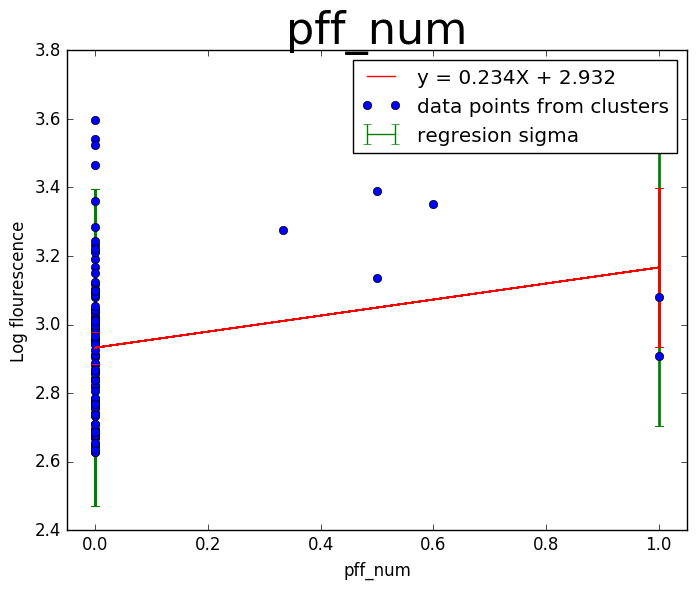 pff_num
y = 0.234X + 2.932
data points from clusters
regresion sigma
Log flourescence
3.8
3.6
3.4
3.2
3.0
2.8
2.6
2.4
0.0 0.2 0.4 0.6 0.8 1.0
pff_num